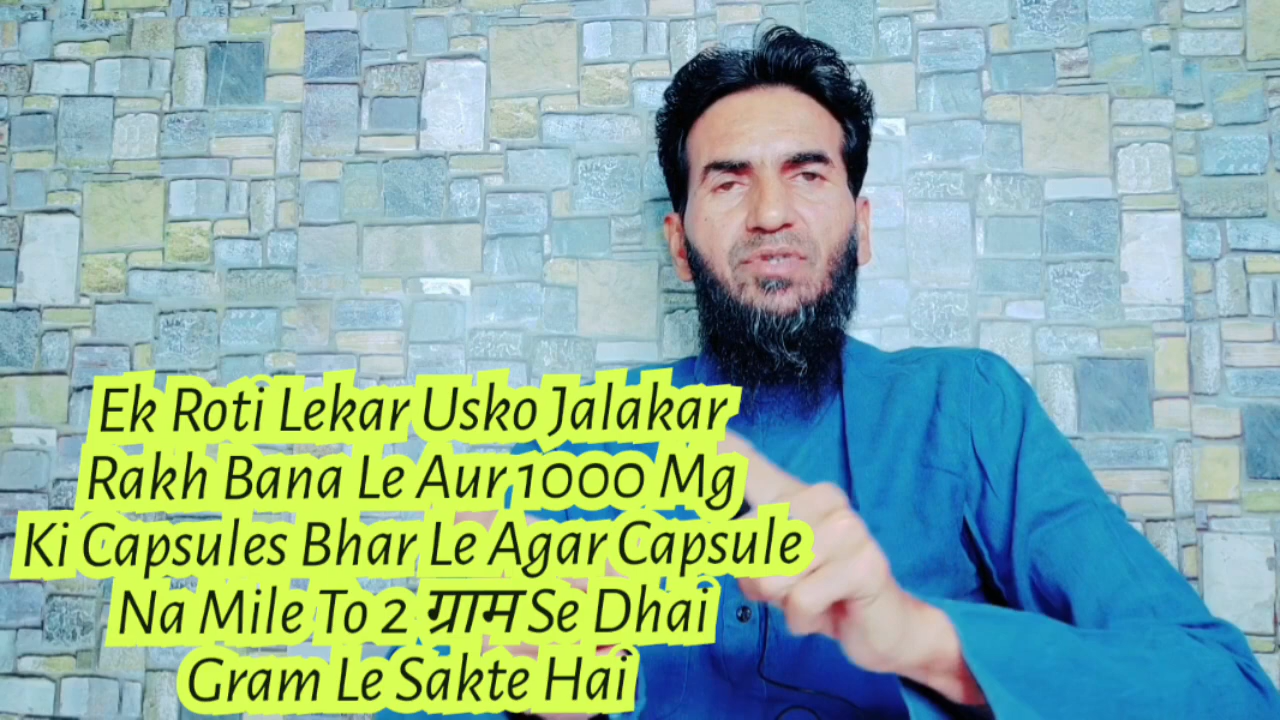 Ek Roti Lekar Usko Jalakar
Rakh Bana Le Aur 1000 Mg
Ki Capsules Bhar Le Agar Capsule
Na Mile To 2 ग्राम Se Dhai
Gram Le Sakte Hai